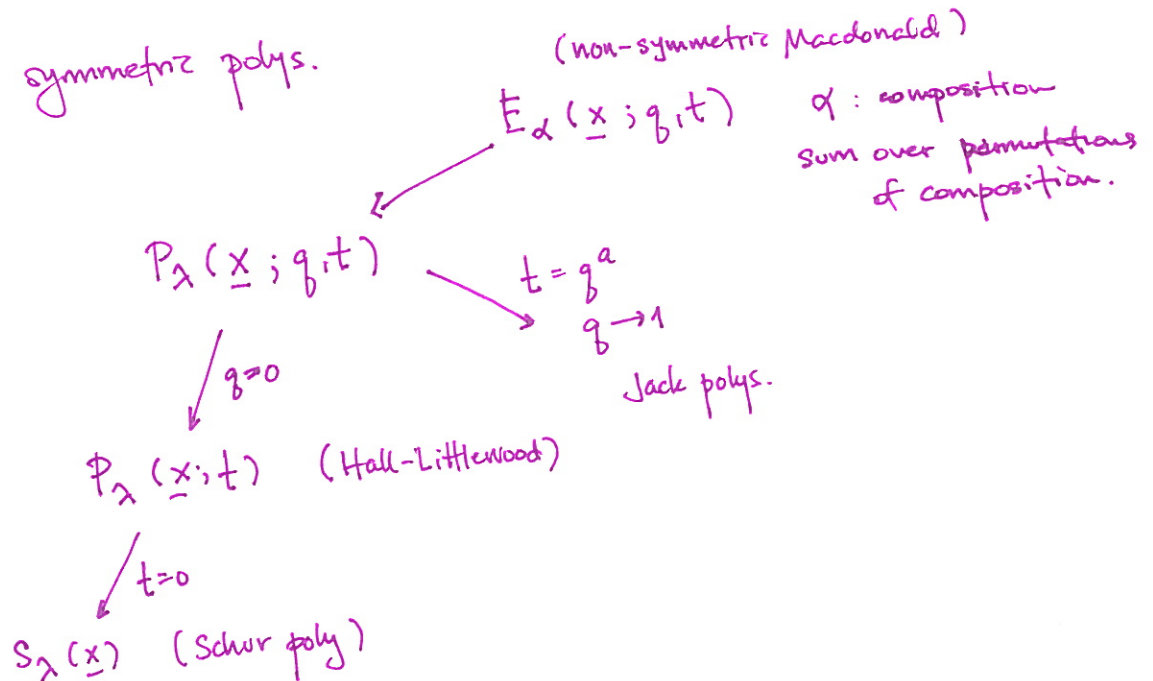 symmetric polys.
(non-symmetric Macdonald)
E_α (x ; q,t)
α : composition
sum over permutations
of composition.
P_λ (x ; q,t)
t = q^a
q → 1
Jack polys.
q=0
P_λ (x; t) (Hall-Littlewood)
t=0
S_λ (x) (Schur poly)